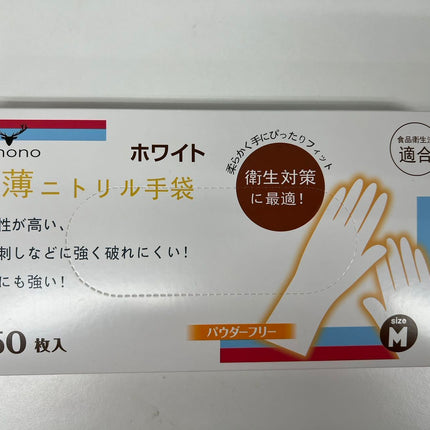 nono
ホワイト
柔らかく手にぴったりフィット
食品衛生法
適合
薄ニトリル手袋
衛生対策
に最適！
性が高い、
刺しなどに強く破れにくい！
にも強い！
パウダーフリー
size
M
50枚入